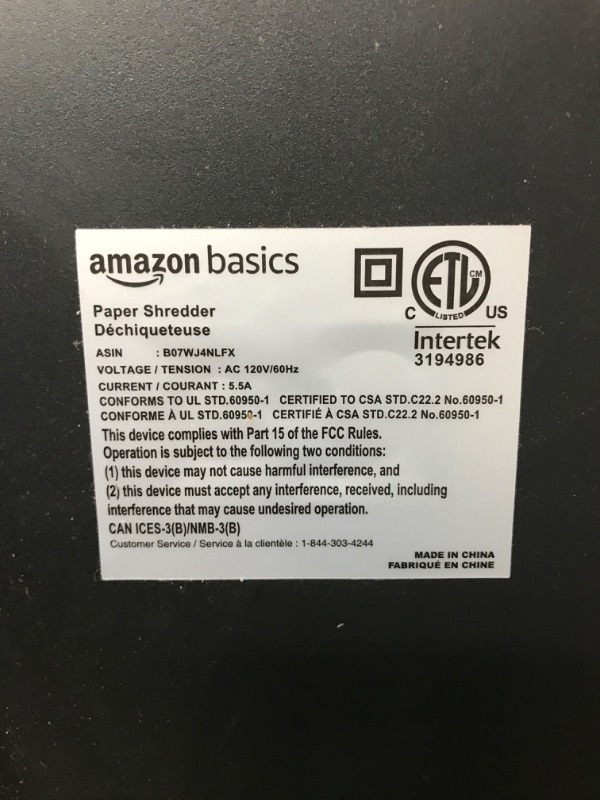 amazon basics
ETL CM
LISTED
C US
Intertek
3194986
Paper Shredder
Déchiqueteuse
ASIN : B07WJ4NLFX
VOLTAGE / TENSION : AC 120V/60Hz
CURRENT / COURANT : 5.5A
CONFORMS TO UL STD.60950-1 CERTIFIED TO CSA STD.C22.2 No.60950-1
CONFORME À UL STD.60950-1 CERTIFIÉ À CSA STD.C22.2 No.60950-1
This device complies with Part 15 of the FCC Rules.
Operation is subject to the following two conditions:
(1) this device may not cause harmful interference, and
(2) this device must accept any interference, received, including
interference that may cause undesired operation.
CAN ICES-3(B)/NMB-3(B)
Customer Service / Service à la clientèle : 1-844-303-4244
MADE IN CHINA
FABRIQUÉ EN CHINE